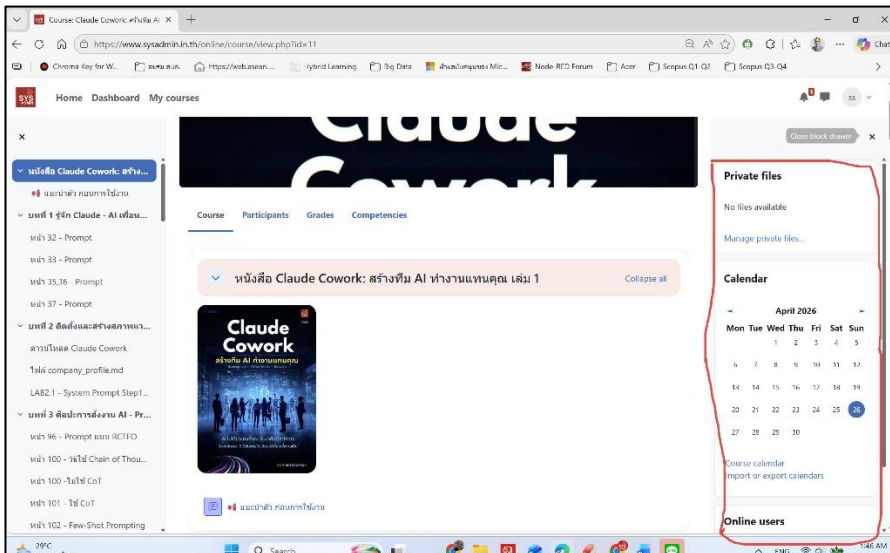 Course: Claude Cowork: สร้างทีม AI
https://www.sysadmin.in.th/online/course/view.php?id=11
Chat
Chroma Key for W...
อบรม อ.นก.
https://web.asean....
Hybrid Learning
Big Data
Node-RED Forum
Acer
Scopus Q1-Q2
Scopus Q3-Q4
SYS
Home Dashboard My courses
1
ss
Close block drawer
หนังสือ Claude Cowork: สร้าง...
แนะนำตัว ก่อนการใช้งาน
บทที่ 1 รู้จัก Claude - AI เพื่อน...
หน้า 32 - Prompt
หน้า 33 - Prompt
หน้า 35,36 - Prompt
หน้า 37 - Prompt
บทที่ 2 ติดตั้งและสร้างสภาพแว...
ดาวน์โหลด Claude Cowork
ไฟล์ company_profile.md
LAB2.1 - System Prompt Step1...
บทที่ 3 ศิลปะการสั่งงาน AI - Pr...
หน้า 96 - Prompt แบบ RCTFO
หน้า 100 - วิธีใช้ Chain of Thou...
หน้า 100 -ไม่ใช้ CoT
หน้า 101 - ใช้ CoT
หน้า 102 - Few-Shot Prompting
Claude
Cowork
Course Participants Grades Competencies
หนังสือ Claude Cowork: สร้างทีม AI ทำงานแทนคุณ เล่ม 1
Collapse all
Claude
Cowork
สร้างทีม AI ทำงานแทนคุณ
แนะนำตัว ก่อนการใช้งาน
Private files
No files available
Manage private files...
Calendar
April 2026
Mon Tue Wed Thu Fri Sat Sun
1 2 3 4 5
6 7 8 9 10 11 12
13 14 15 16 17 18 19
20 21 22 23 24 25 26
27 28 29 30
Course calendar
Import or export calendars
Online users
29°C
Search
ENG
1:46 AM